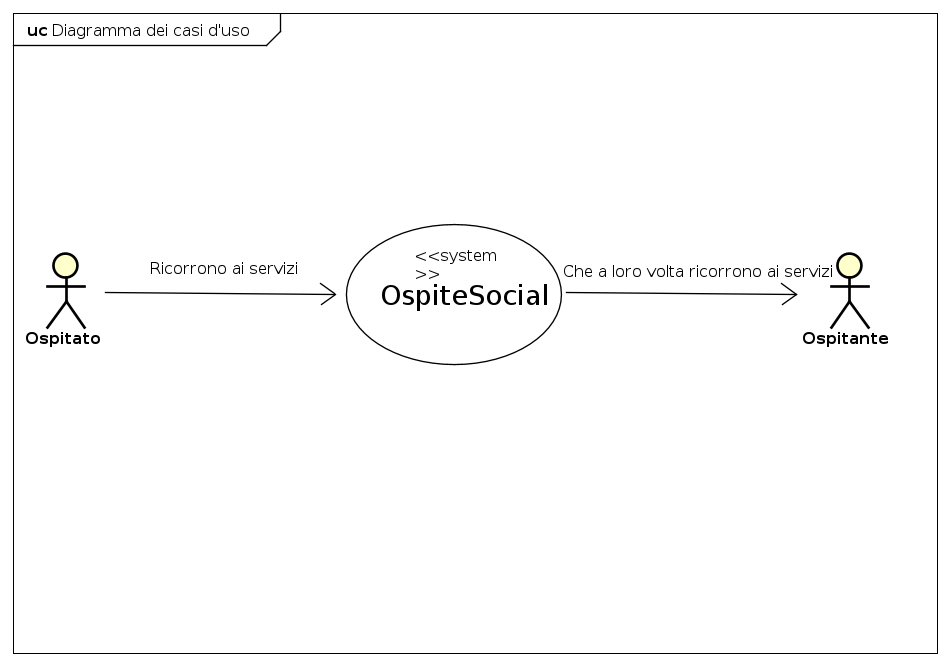 uc Diagramma dei casi d'uso
Ricorrono ai servizi
<<system
>>
OspiteSocial
Che a loro volta ricorrono ai servizi
Ospitato
Ospitante